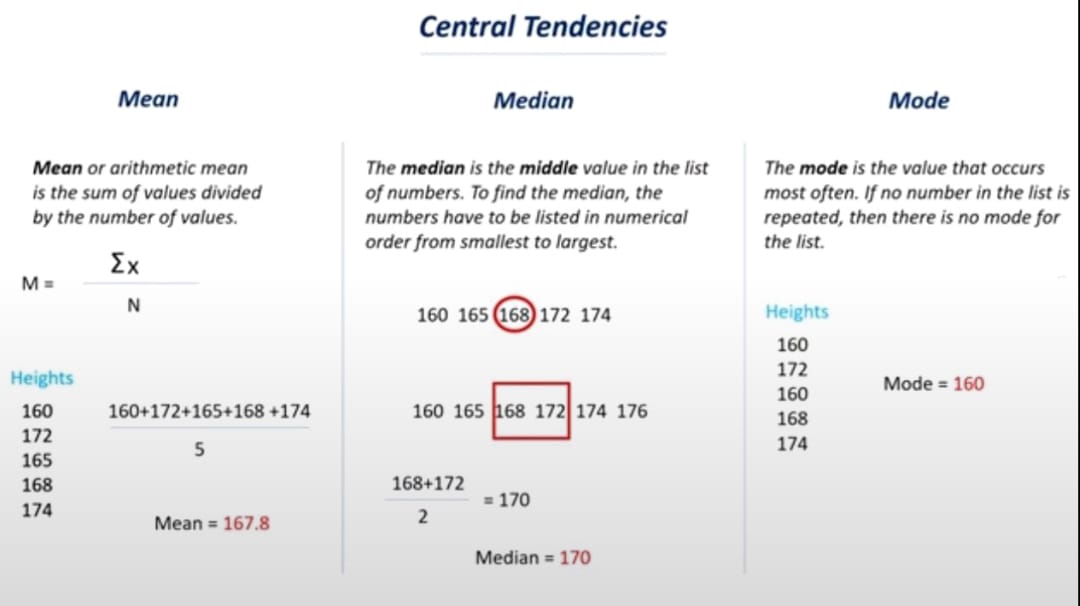 Central Tendencies
Mean
Mean or arithmetic mean
is the sum of values divided
by the number of values.
M =
Σx
N
Heights
160
172
165
168
174
160+172+165+168 +174
5
Mean = 167.8
Median
The median is the middle value in the list
of numbers. To find the median, the
numbers have to be listed in numerical
order from smallest to largest.
160 165 168 172 174
160 165 168 172 174 176
168+172
2
= 170
Median = 170
Mode
The mode is the value that occurs
most often. If no number in the list is
repeated, then there is no mode for
the list.
Heights
160
172
160
168
174
Mode = 160